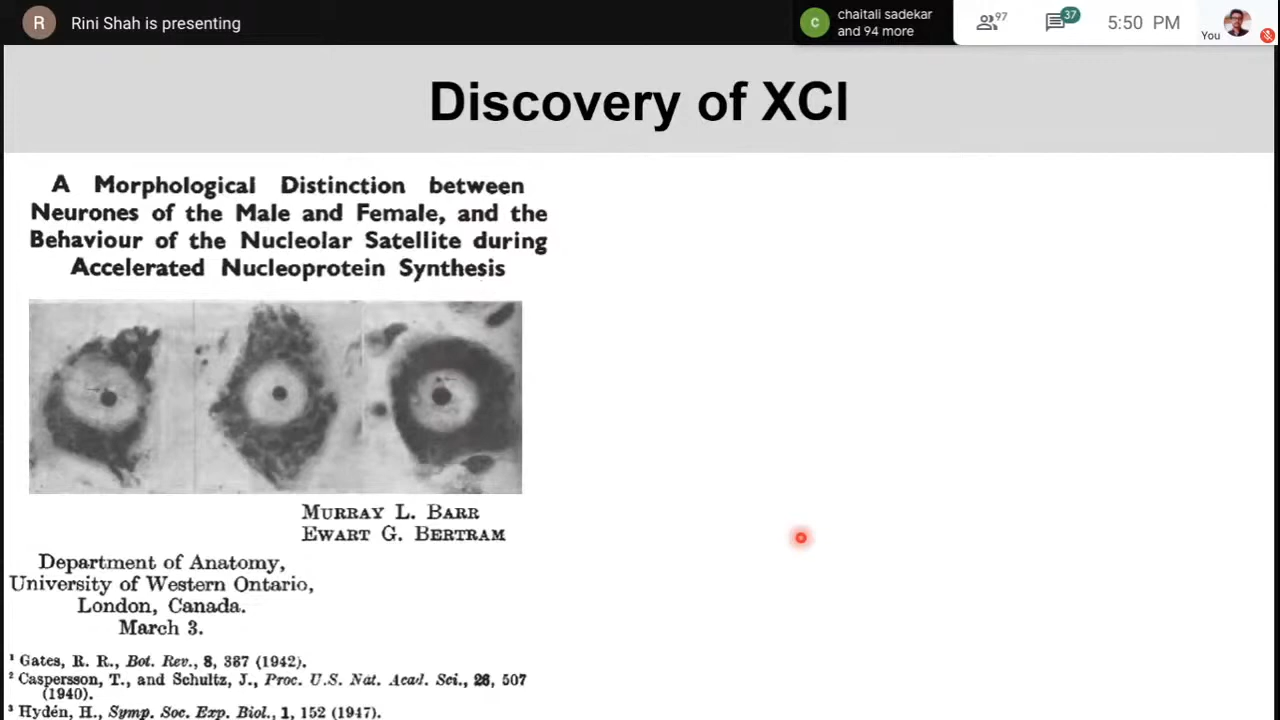 R Rini Shah is presenting
c chaitali sadekar
and 94 more
97
37
5:50 PM
You
Discovery of XCI
A Morphological Distinction between
Neurones of the Male and Female, and the
Behaviour of the Nucleolar Satellite during
Accelerated Nucleoprotein Synthesis
MURRAY L. BARR
EWART G. BERTRAM
Department of Anatomy,
University of Western Ontario,
London, Canada.
March 3.
¹ Gates, R. R., Bot. Rev., 8, 337 (1942).
² Caspersson, T., and Schultz, J., Proc. U.S. Nat. Acad. Sci., 26, 507
(1940).
³ Hydén, H., Symp. Soc. Exp. Biol., 1, 152 (1947).